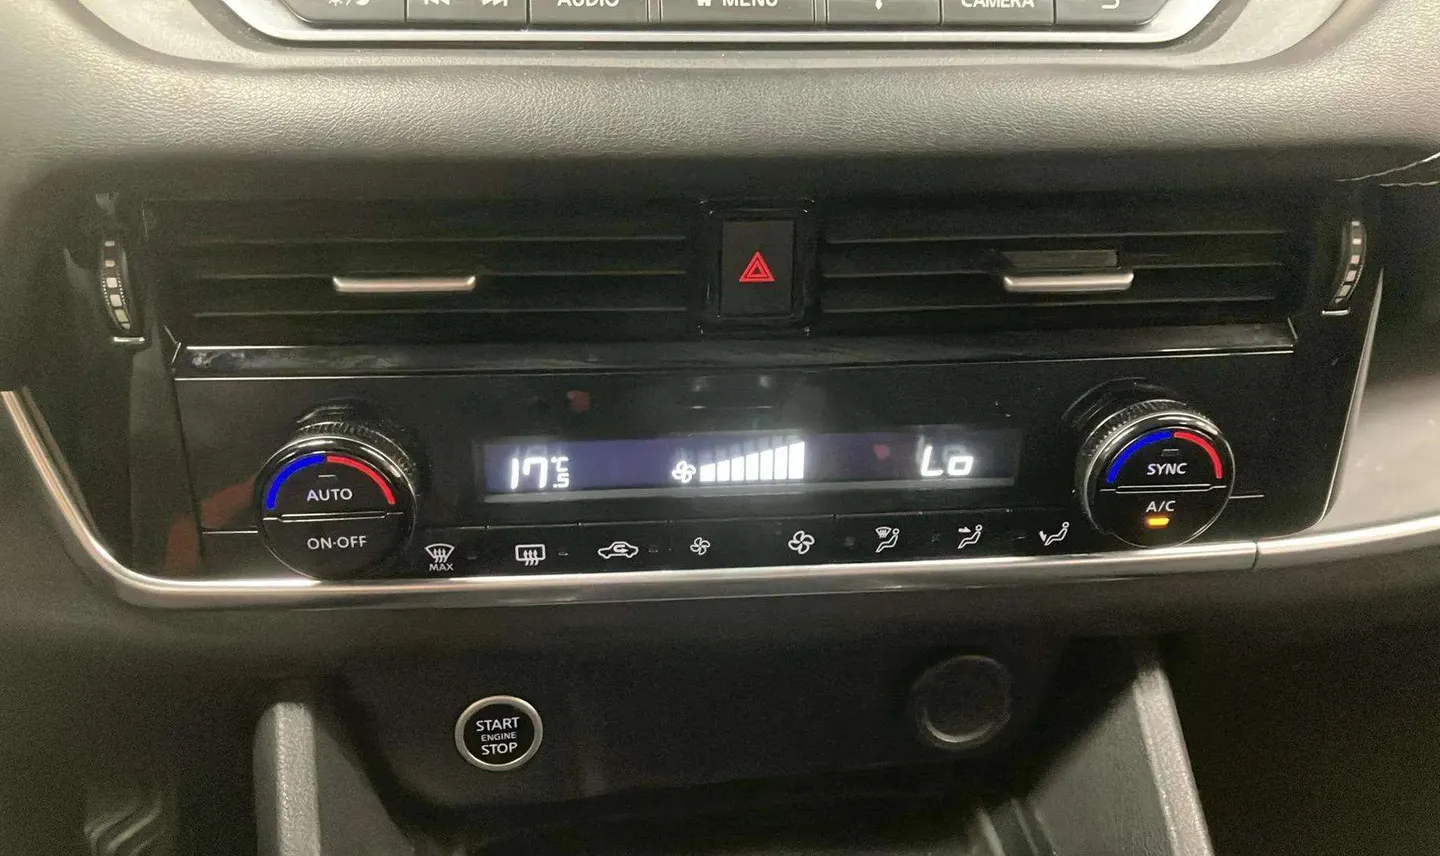 AUDIO
MENU
CAMERA
17.5°C
Lo
AUTO
ON·OFF
SYNC
A/C
MAX
START
ENGINE
STOP